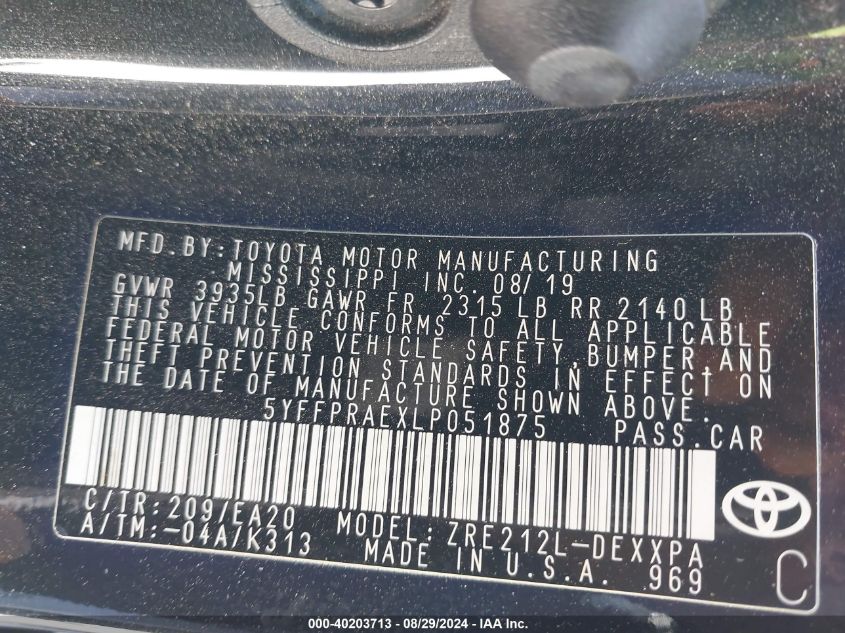 MFD.BY:TOYOTA MOTOR MANUFACTURING
MISSISSIPPI INC. 08/19
GVWR 3935LB GAWR FR 2315 LB RR 2140 LB
THIS VEHICLE CONFORMS TO ALL APPLICABLE
FEDERAL MOTOR VEHICLE SAFETY,BUMPER,AND
THEFT PREVENTION STANDARDS IN EFFECT ON
THE DATE OF MANUFACTURE SHOWN ABOVE.
5YFFPRAEXLP051875 PASS.CAR
C/TR:209/EA20 MODEL:ZRE212L-DEXXPA
A/TM:-04A/K313 MADE IN U.S.A. 969
C
000-40203713 - 08/29/2024 - IAA Inc.